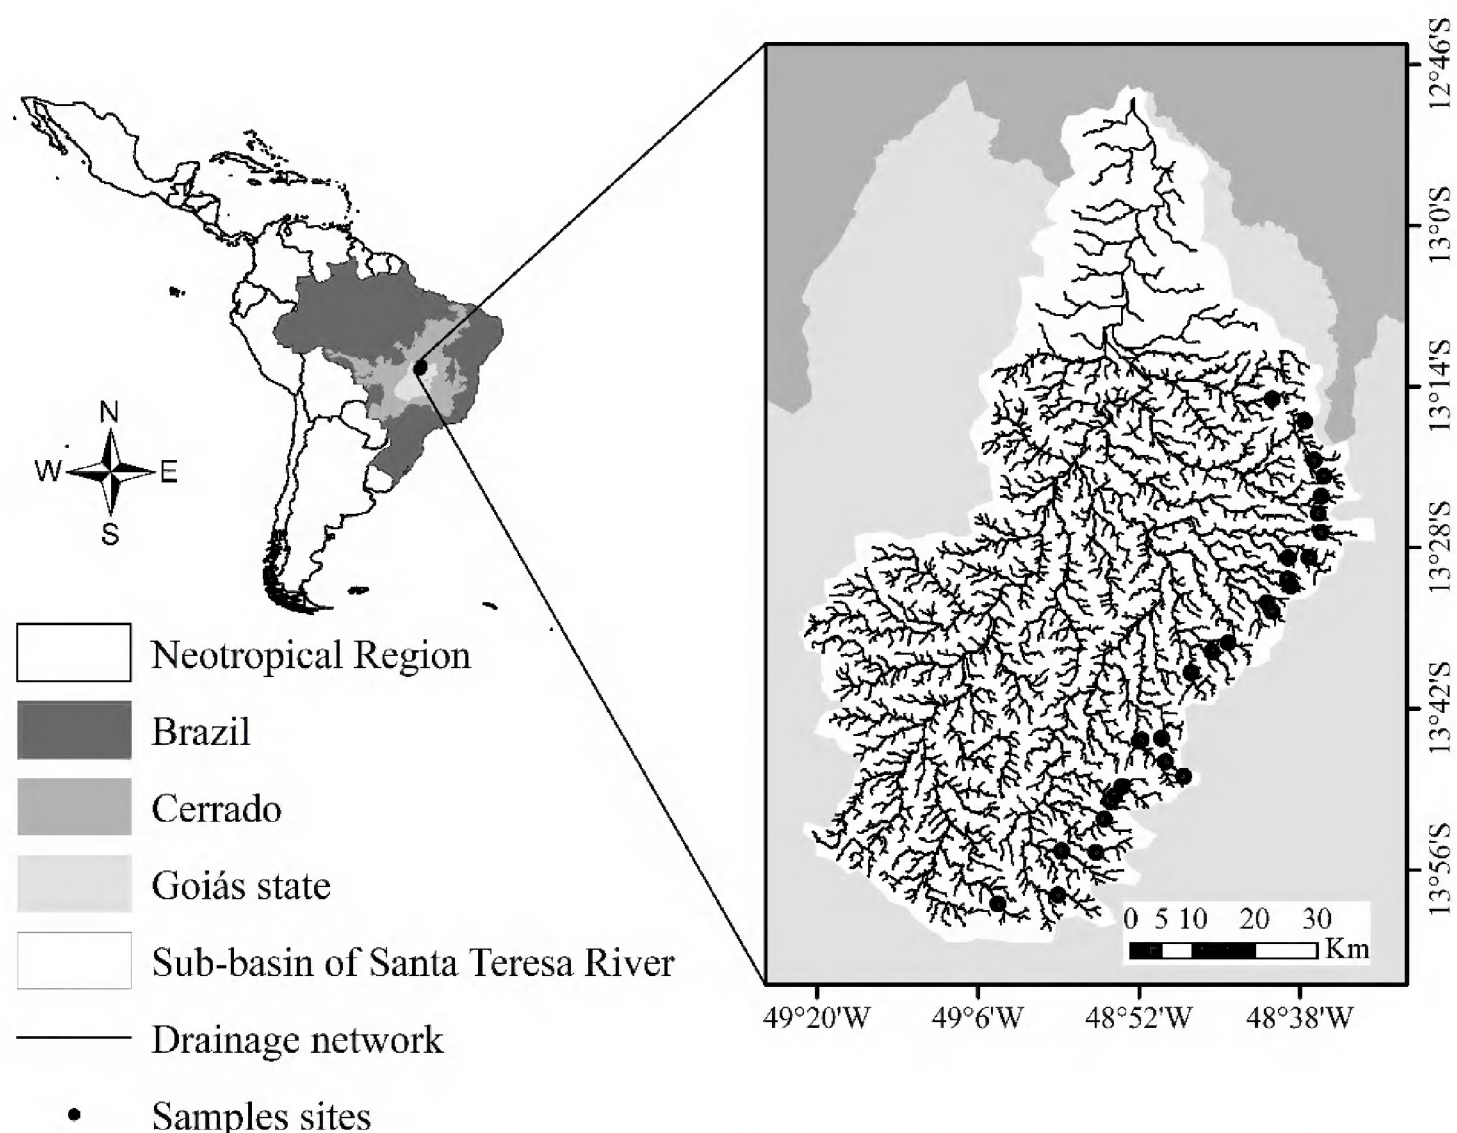 N
W E
S
Neotropical Region
Brazil
Cerrado
Goiás state
Sub-basin of Santa Teresa River
Drainage network
Samples sites
12°46'S
13°0'S
13°14'S
13°28'S
13°42'S
13°56'S
0 5 10 20 30
Km
49°20'W 49°6'W 48°52'W 48°38'W